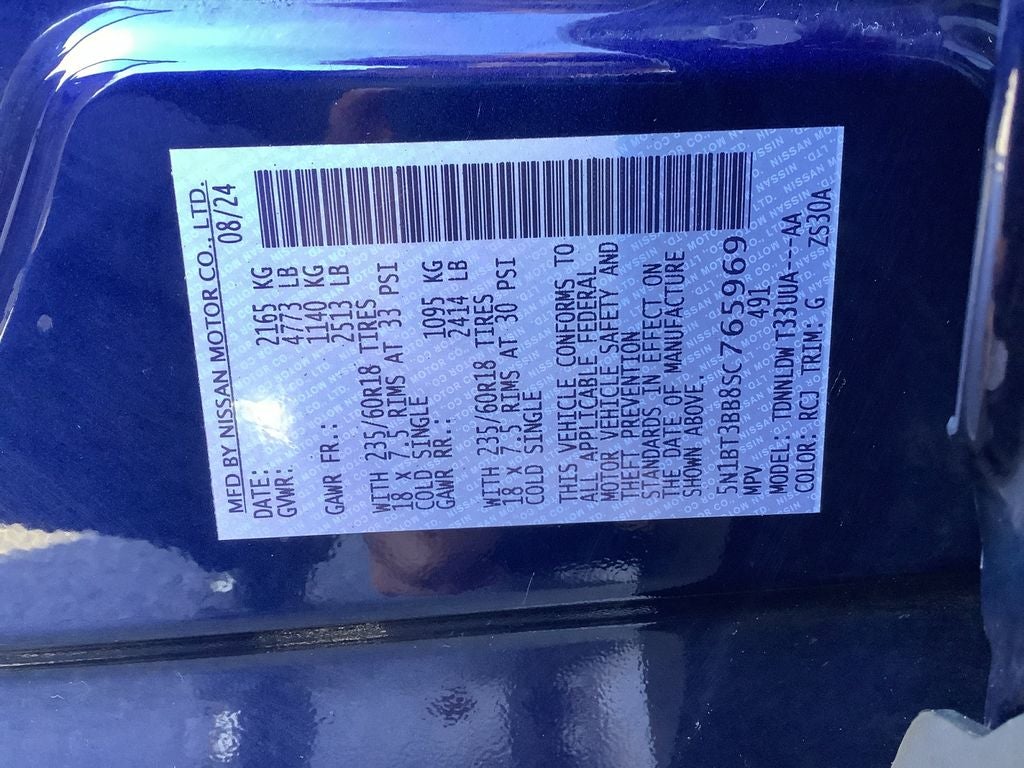 MFD BY NISSAN MOTOR CO., LTD.
DATE: 08/24
GVWR: 2165 KG
4773 LB
GAWR FR.: 1140 KG
2513 LB
WITH 235/60R18 TIRES
18 X 7.5 RIMS AT 33 PSI
COLD SINGLE
GAWR RR.: 1095 KG
2414 LB
WITH 235/60R18 TIRES
18 X 7.5 RIMS AT 30 PSI
COLD SINGLE
THIS VEHICLE CONFORMS TO
ALL APPLICABLE FEDERAL
MOTOR VEHICLE SAFETY AND
THEFT PREVENTION
STANDARDS IN EFFECT ON
THE DATE OF MANUFACTURE
SHOWN ABOVE.
5N1BT3BB8SC765969
MPV 491
MODEL: TDNNLDW T33UUA---AA
COLOR: RCJ TRIM: G ZS30A